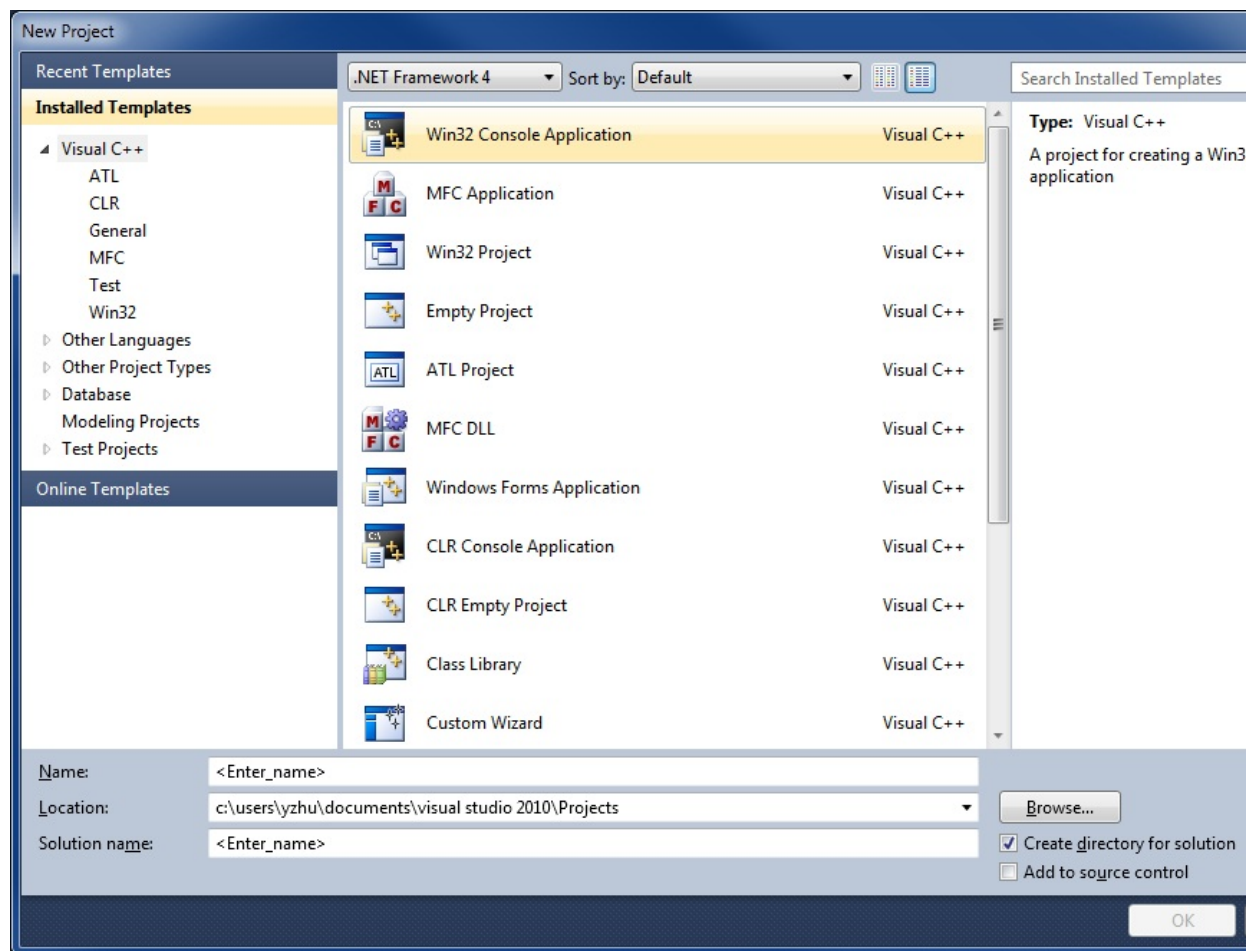 New Project
Recent Templates
Installed Templates
Visual C++
ATL
CLR
General
MFC
Test
Win32
Other Languages
Other Project Types
Database
Modeling Projects
Test Projects
Online Templates
.NET Framework 4
Sort by: Default
Search Installed Templates
Win32 Console Application Visual C++
MFC Application Visual C++
Win32 Project Visual C++
Empty Project Visual C++
ATL Project Visual C++
MFC DLL Visual C++
Windows Forms Application Visual C++
CLR Console Application Visual C++
CLR Empty Project Visual C++
Class Library Visual C++
Custom Wizard Visual C++
Type: Visual C++
A project for creating a Win3
application
Name: <Enter_name>
Location: c:\users\yzhu\documents\visual studio 2010\Projects
Browse...
Solution name: <Enter_name>
Create directory for solution
Add to source control
OK